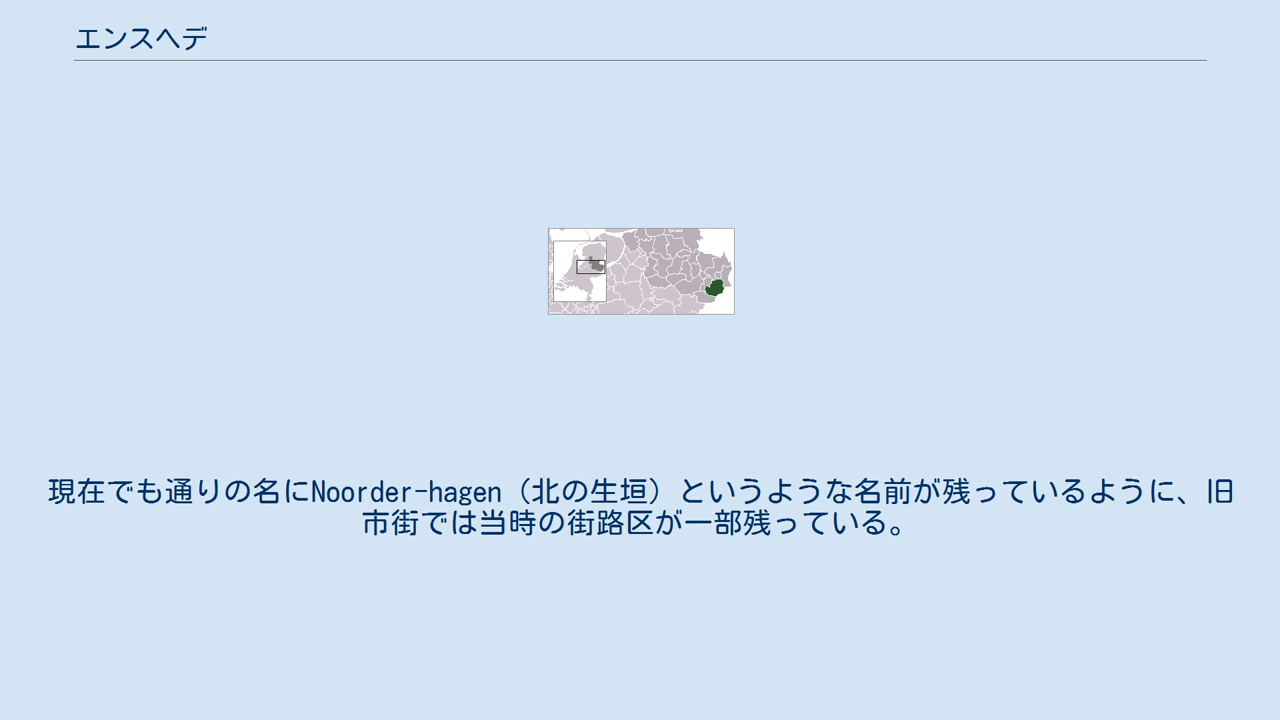 エンスヘデ
現在でも通りの名にNoorder-hagen（北の生垣）というような名前が残っているように、旧
市街では当時の街路区が一部残っている。